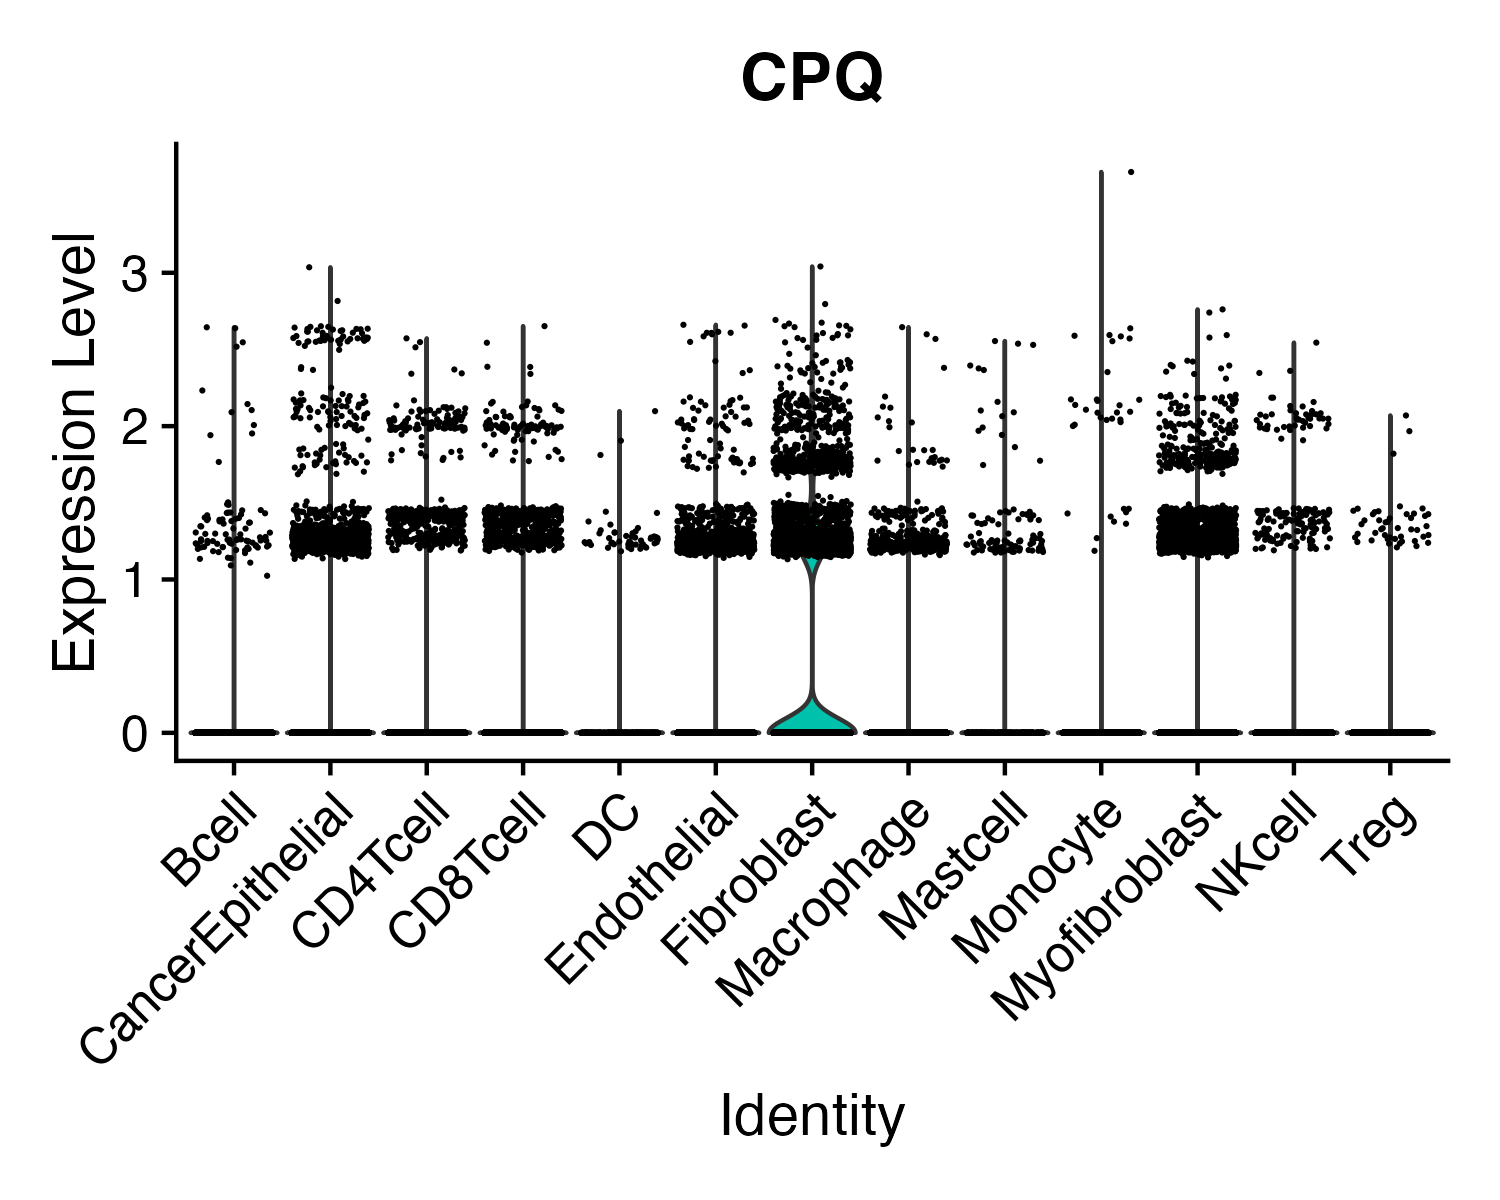 CPQ
Expression Level
3
2
1
0
Bcell
CancerEpithelial
CD4Tcell
CD8Tcell
DC
Endothelial
Fibroblast
Macrophage
Mastcell
Monocyte
Myofibroblast
NKcell
Treg
Identity